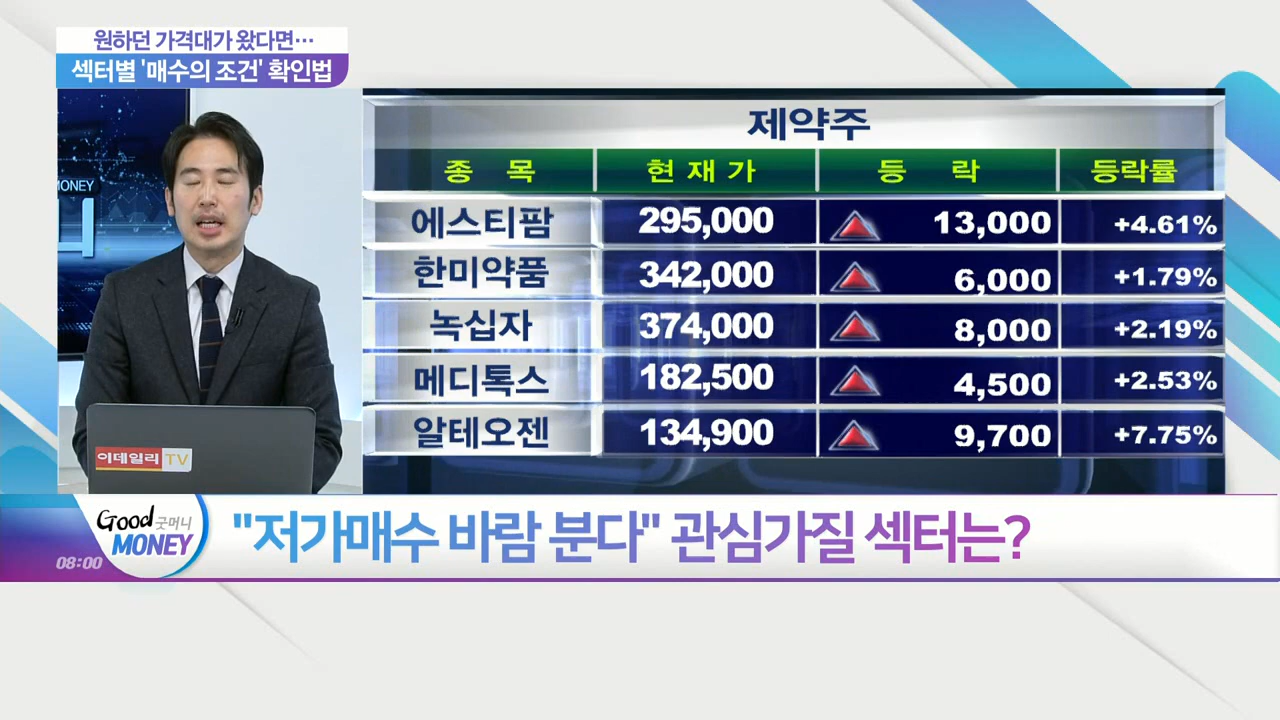 원하던 가격대가 왔다면…
섹터별 '매수의 조건' 확인법
MONEY
제약주
종 목 현 재 가 등 락 등락률
에스티팜 295,000 13,000 +4.61%
한미약품 342,000 6,000 +1.79%
녹십자 374,000 8,000 +2.19%
메디톡스 182,500 4,500 +2.53%
알테오젠 134,900 9,700 +7.75%
이데일리 TV
Good 굿머니
MONEY
08:00
"저가매수 바람 분다" 관심가질 섹터는?